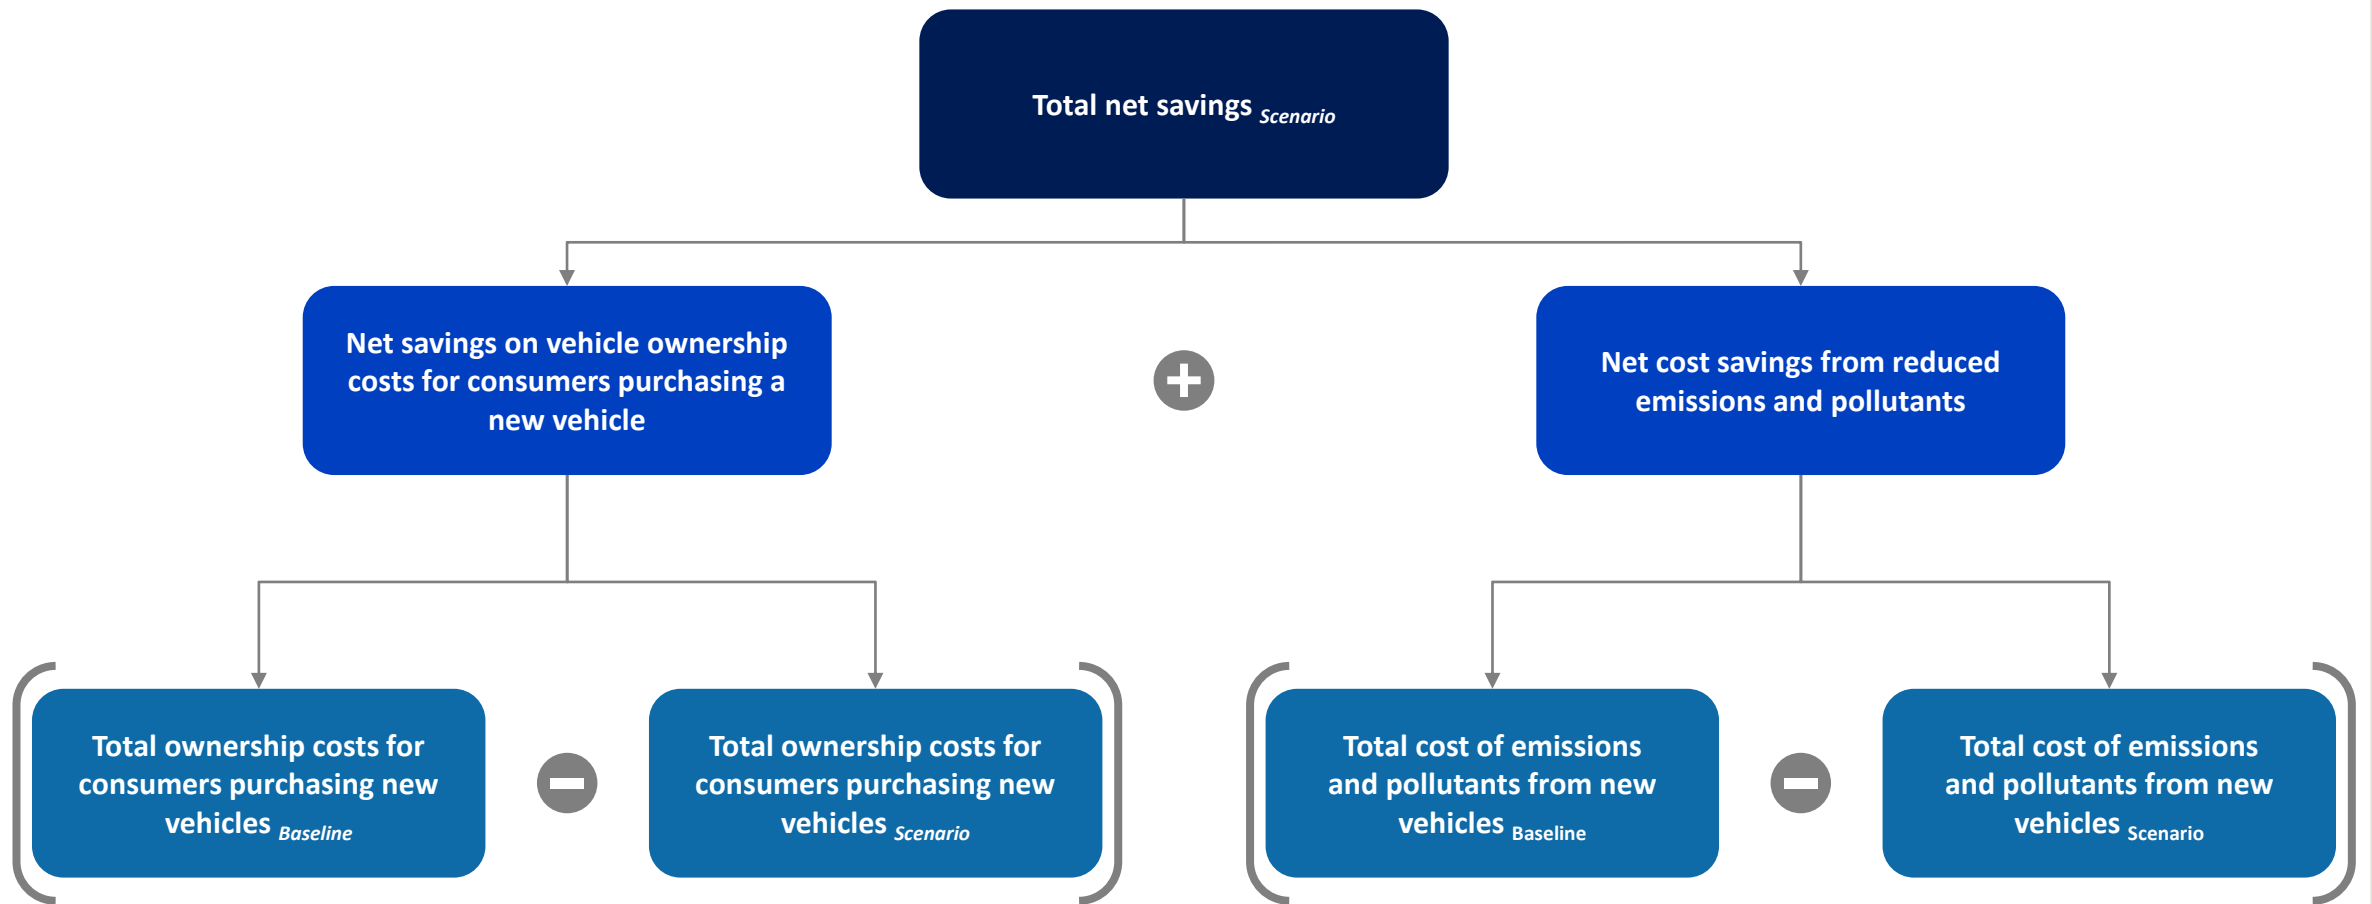 Total net savings Scenario
Net savings on vehicle ownership
costs for consumers purchasing a
new vehicle
Net cost savings from reduced
emissions and pollutants
Total ownership costs for
consumers purchasing new
vehicles Baseline
Total ownership costs for
consumers purchasing new
vehicles Scenario
Total cost of emissions
and pollutants from new
vehicles Baseline
Total cost of emissions
and pollutants from new
vehicles Scenario